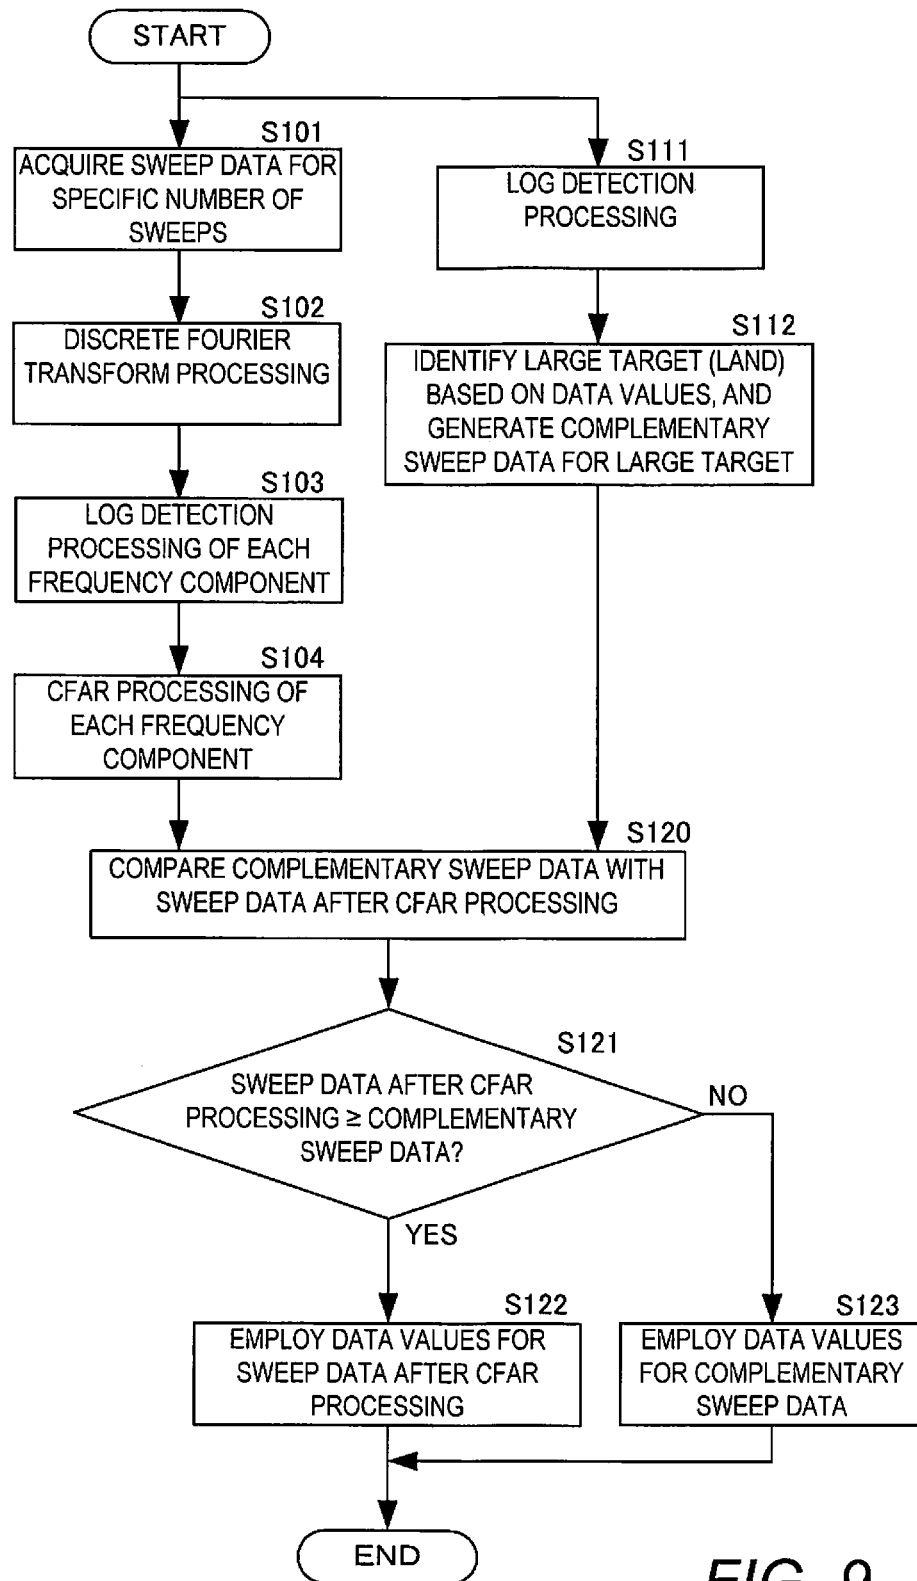 START
S101
ACQUIRE SWEEP DATA FOR
SPECIFIC NUMBER OF
SWEEPS
S111
LOG DETECTION
PROCESSING
S102
DISCRETE FOURIER
TRANSFORM PROCESSING
S112
IDENTIFY LARGE TARGET (LAND)
BASED ON DATA VALUES, AND
GENERATE COMPLEMENTARY
SWEEP DATA FOR LARGE TARGET
S103
LOG DETECTION
PROCESSING OF EACH
FREQUENCY COMPONENT
S104
CFAR PROCESSING OF
EACH FREQUENCY
COMPONENT
S120
COMPARE COMPLEMENTARY SWEEP DATA WITH
SWEEP DATA AFTER CFAR PROCESSING
S121
SWEEP DATA AFTER CFAR
PROCESSING ≥ COMPLEMENTARY
SWEEP DATA?
NO
YES
S122
EMPLOY DATA VALUES FOR
SWEEP DATA AFTER CFAR
PROCESSING
S123
EMPLOY DATA VALUES
FOR COMPLEMENTARY
SWEEP DATA
END
FIG. 9